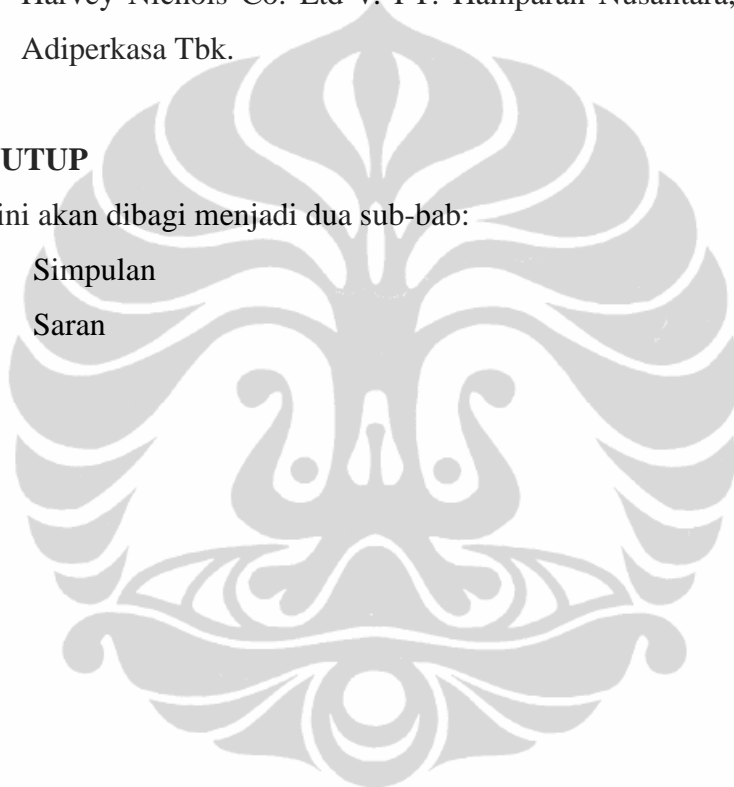 Harvey Nichols Co. Ltd v. PT. Hamparan Nusantara,
Adiperkasa Tbk.
UTUP
ini akan dibagi menjadi dua sub-bab:
Simpulan
Saran